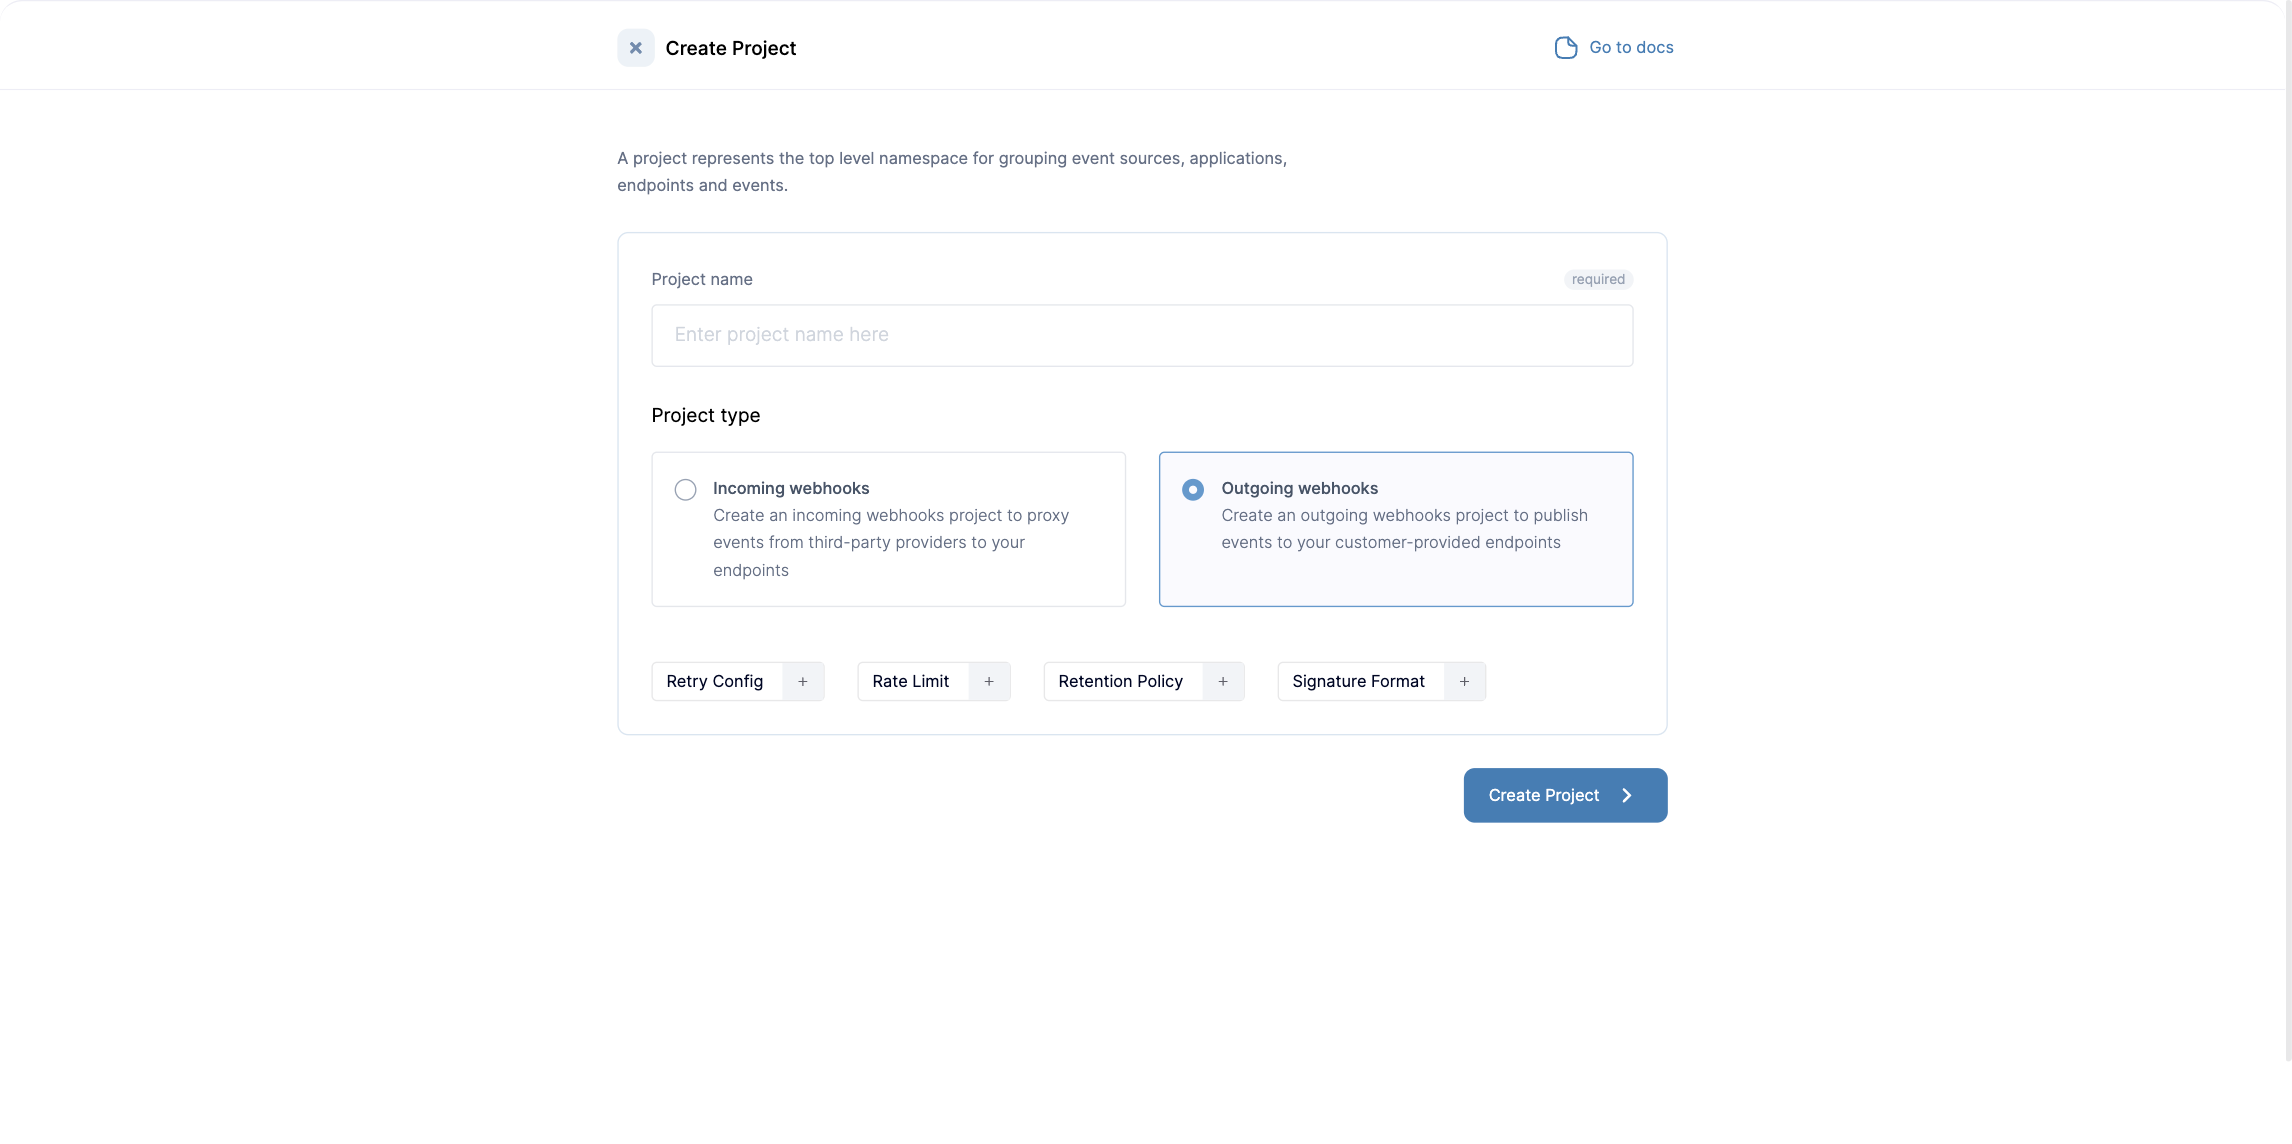 Create Project
Go to docs
A project represents the top level namespace for grouping event sources, applications,
endpoints and events.
Project name
required
Enter project name here
Project type
Incoming webhooks
Create an incoming webhooks project to proxy
events from third-party providers to your
endpoints
Outgoing webhooks
Create an outgoing webhooks project to publish
events to your customer-provided endpoints
Retry Config +
Rate Limit +
Retention Policy +
Signature Format +
Create Project